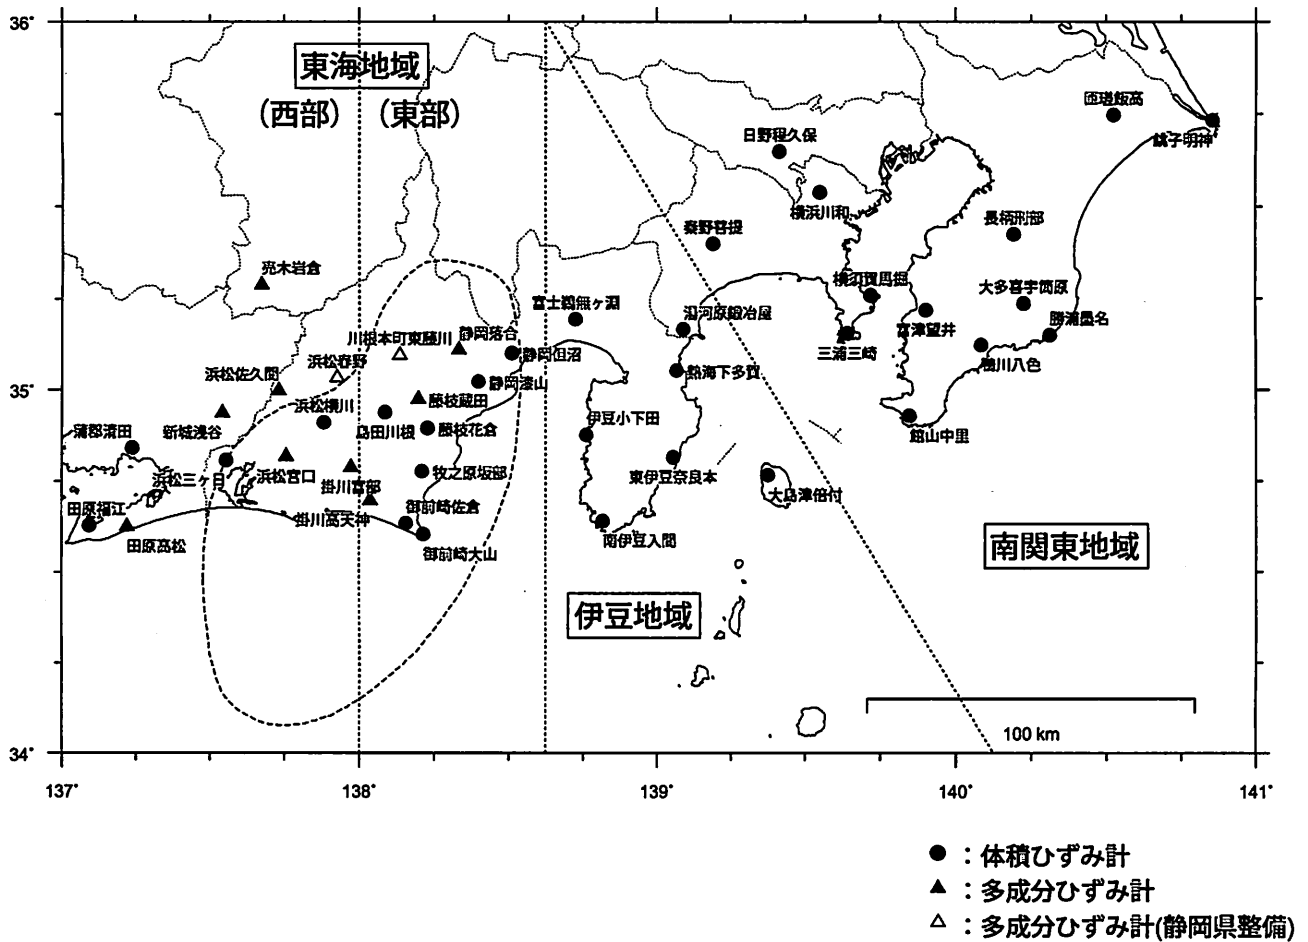 36°
東海地域
（西部）
（東部）
匝瑳飯高
日野程久保
銚子明神
横浜川和
秦野菩提
長柄刑部
売木岩倉
横須賀馬堀
大多喜宇筒原
富士鵜無ヶ淵
湯河原鍛冶屋
勝浦墨名
川根本町東藤川
静岡落合
富津望井
浜松春野
静岡但沼
三浦三崎
鴨川八色
浜松佐久間
熱海下多賀
静岡漆山
35°
浜松横川
藤枝蔵田
伊豆小下田
蒲郡清田
新城浅谷
島田川根
藤枝花倉
館山中里
浜松三ヶ日
浜松宮口
牧之原坂部
東伊豆奈良本
掛川富部
大島津倍付
田原福江
御前崎佐倉
掛川高天神
田原高松
御前崎大山
南伊豆入間
南関東地域
伊豆地域
100 km
34°
137°
138°
139°
140°
141°
●：体積ひずみ計
▲：多成分ひずみ計
△：多成分ひずみ計(静岡県整備)